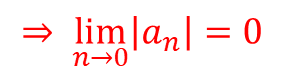 ⇒ lim_{n→0} |a_n| = 0